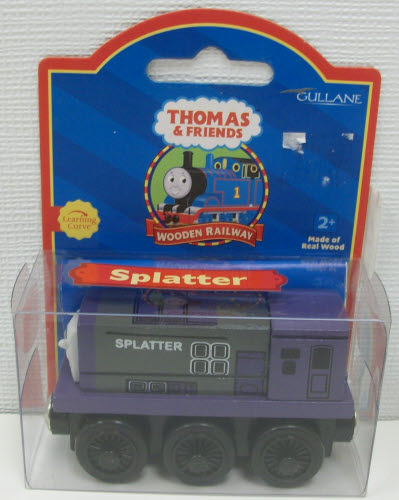 GULLANE
THOMAS
& FRIENDS
1
WOODEN RAILWAY
Learning
Curve
2+
Made of
Real Wood
Splatter
SPLATTER